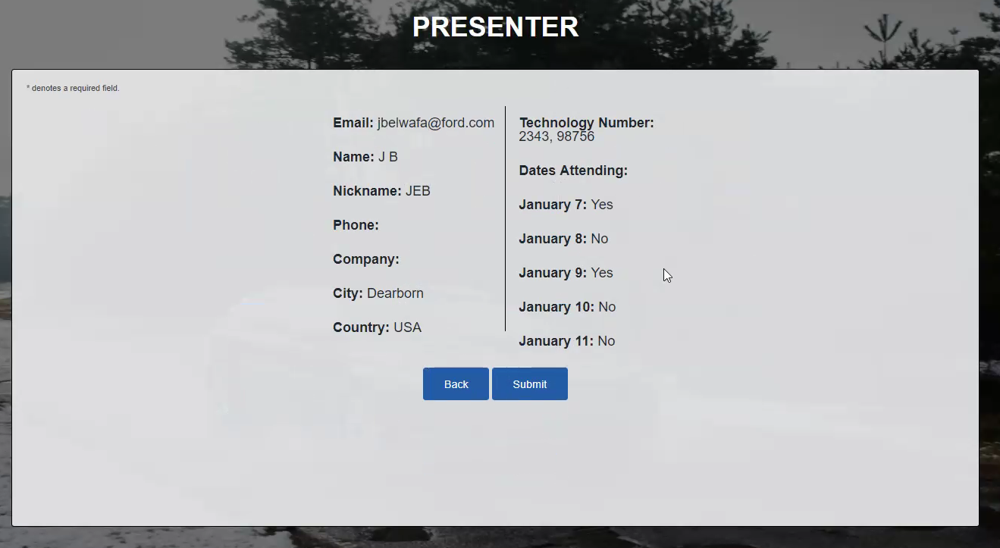 PRESENTER
* denotes a required field.
Email: jbelwafa@ford.com
Name: J B
Nickname: JEB
Phone:
Company:
City: Dearborn
Country: USA
Technology Number:
2343, 98756
Dates Attending:
January 7: Yes
January 8: No
January 9: Yes
January 10: No
January 11: No
Back
Submit